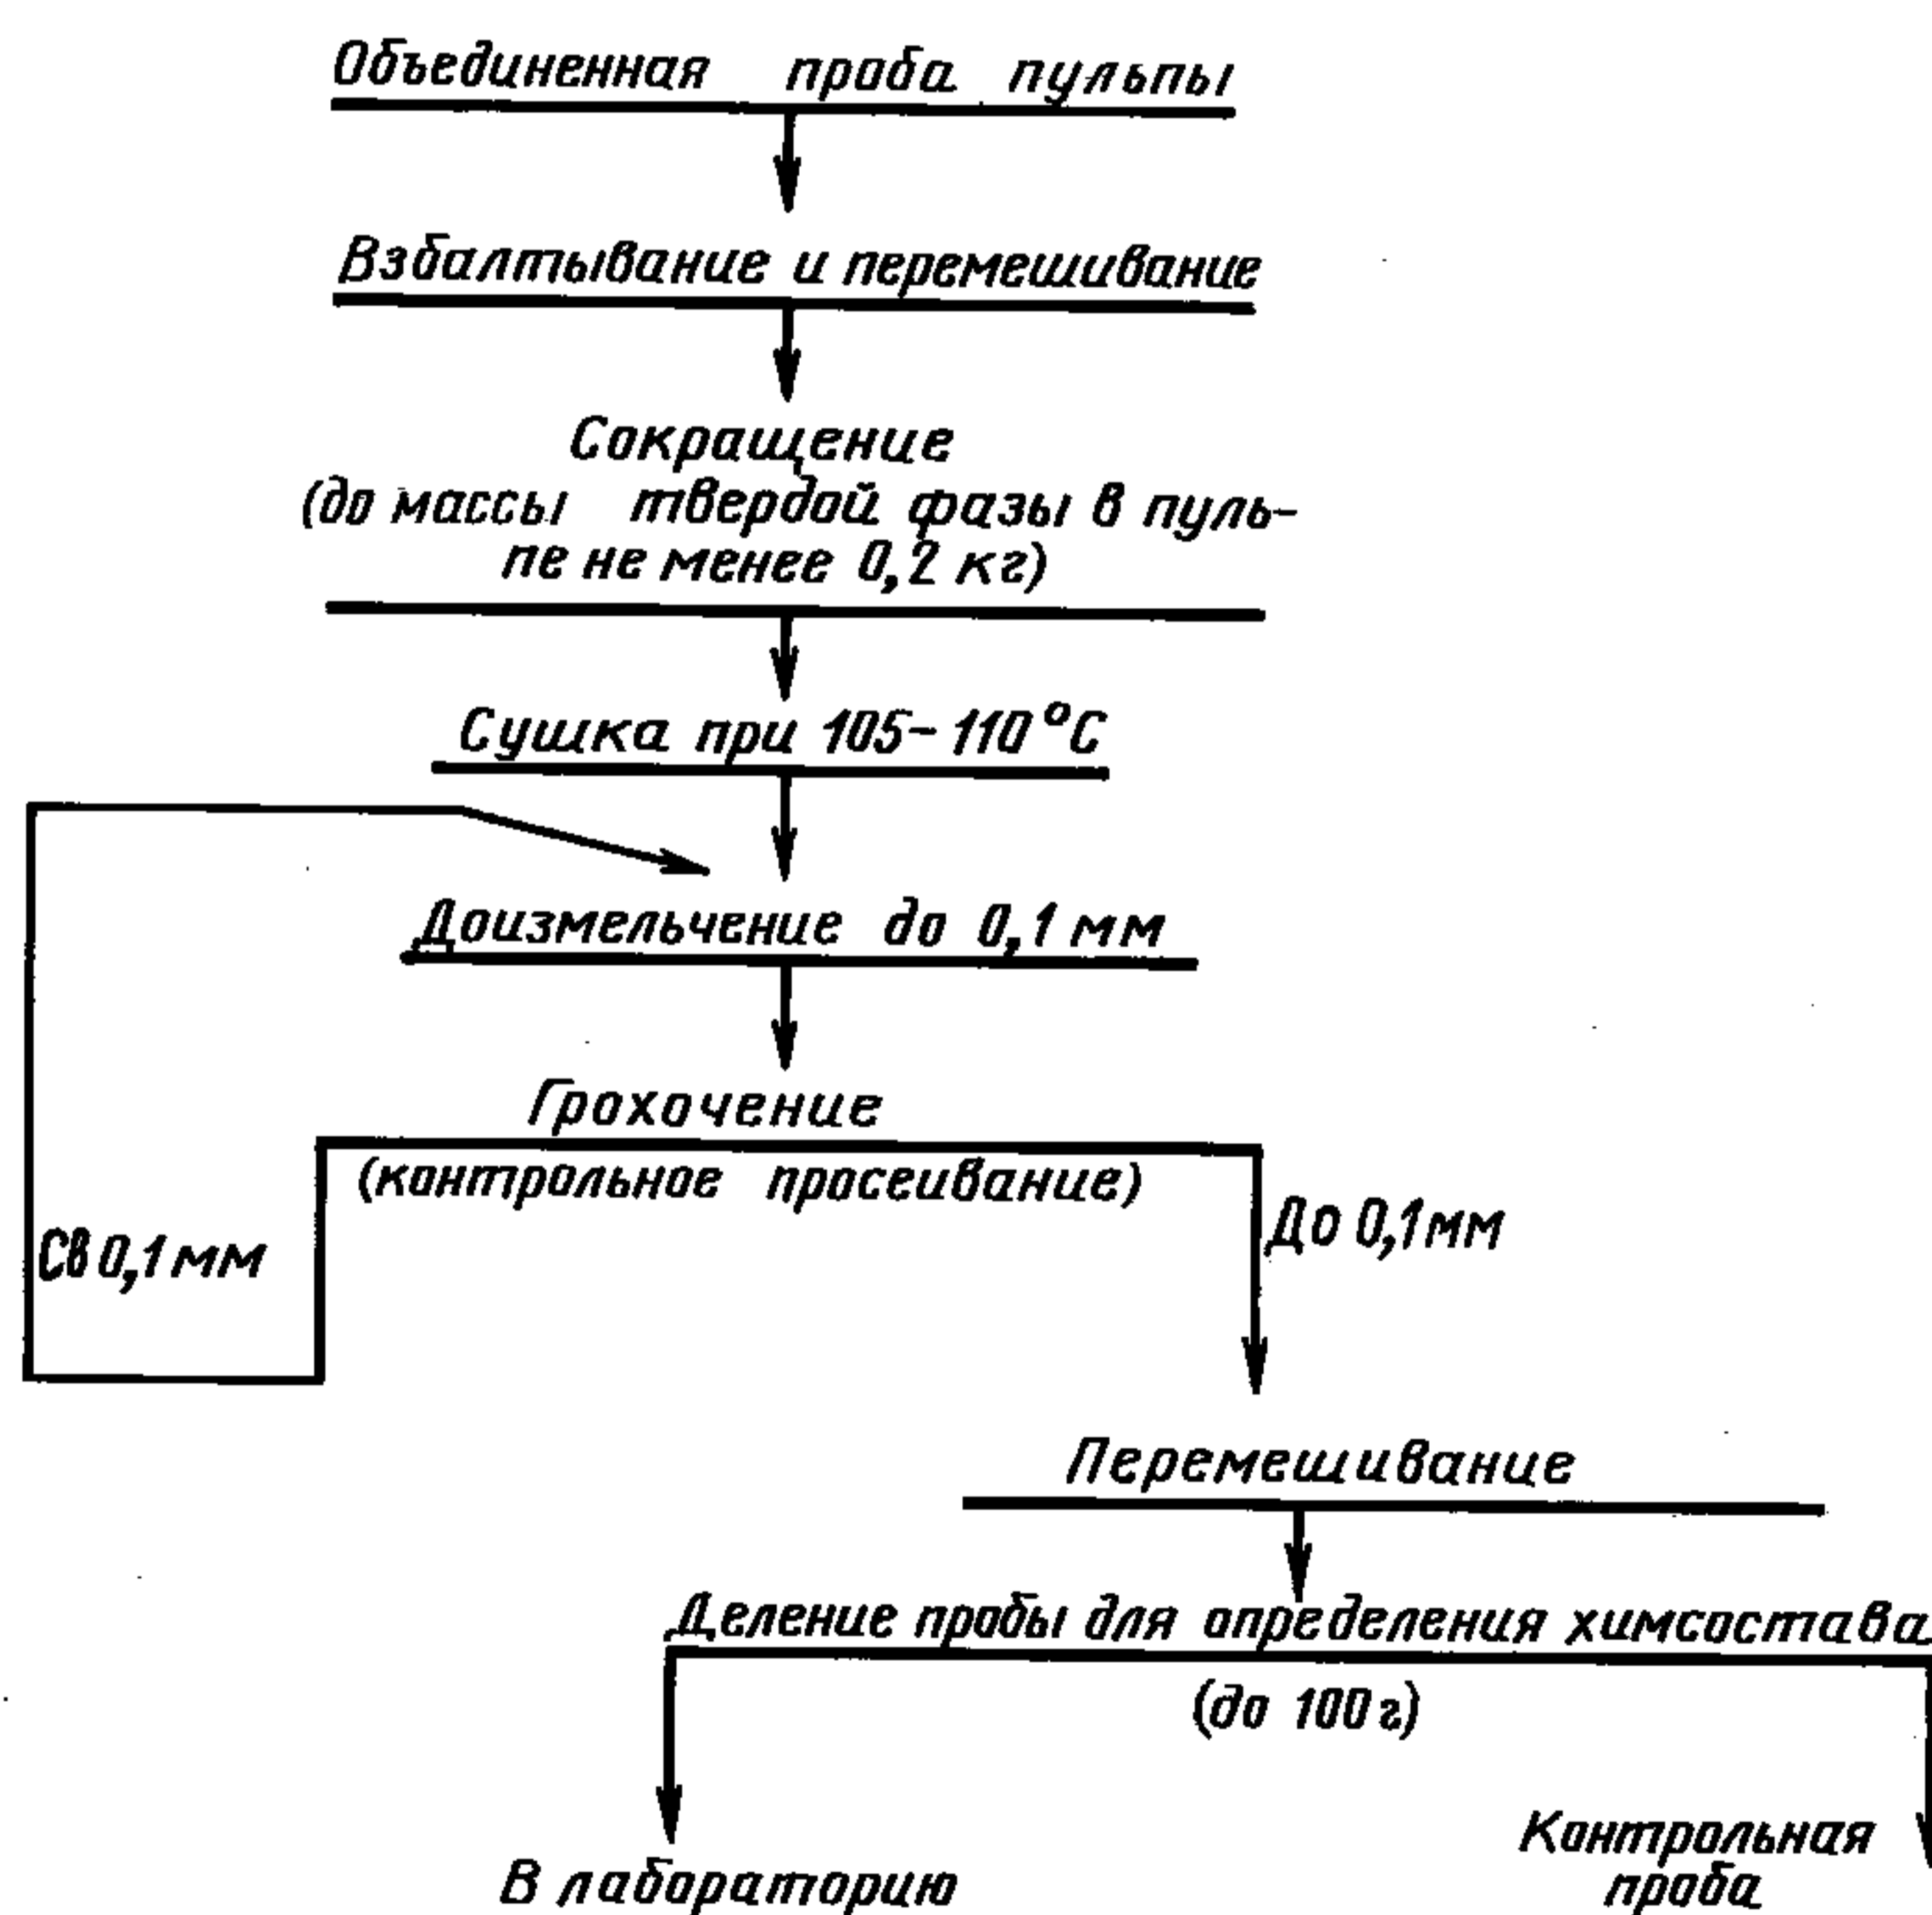 Объединенная проба пульпы
Взбалтывание и перемешивание
Сокращение
(до массы твердой фазы в пуль-
пе не менее 0,2 кг)
Сушка при 105-110°С
Доизмельчение до 0,1 мм
Грохочение
(контрольное просеивание)
До 0,1 мм
Св 0,1 мм
Перемешивание
Деление пробы для определения химсостава
(до 100 г)
Контрольная
проба
В лабораторию